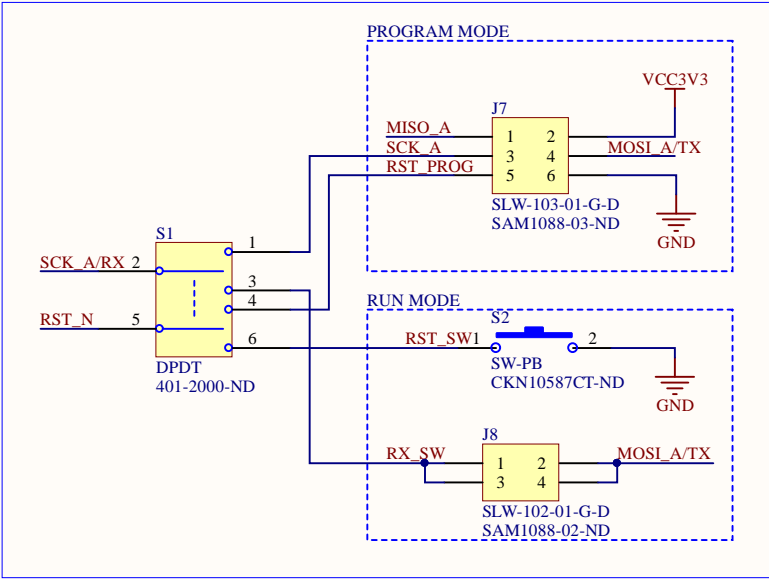 PROGRAM MODE
VCC3V3
J7
MISO_A 1 2
SCK_A 3 4 MOSI_A/TX
RST_PROG 5 6
SLW-103-01-G-D
SAM1088-03-ND
GND
S1
1
SCK_A/RX 2
3
4
RST_N 5
6
DPDT
401-2000-ND
RUN MODE
S2
RST_SW 1 2
SW-PB
CKN10587CT-ND
GND
J8
RX_SW 1 2 MOSI_A/TX
3 4
SLW-102-01-G-D
SAM1088-02-ND